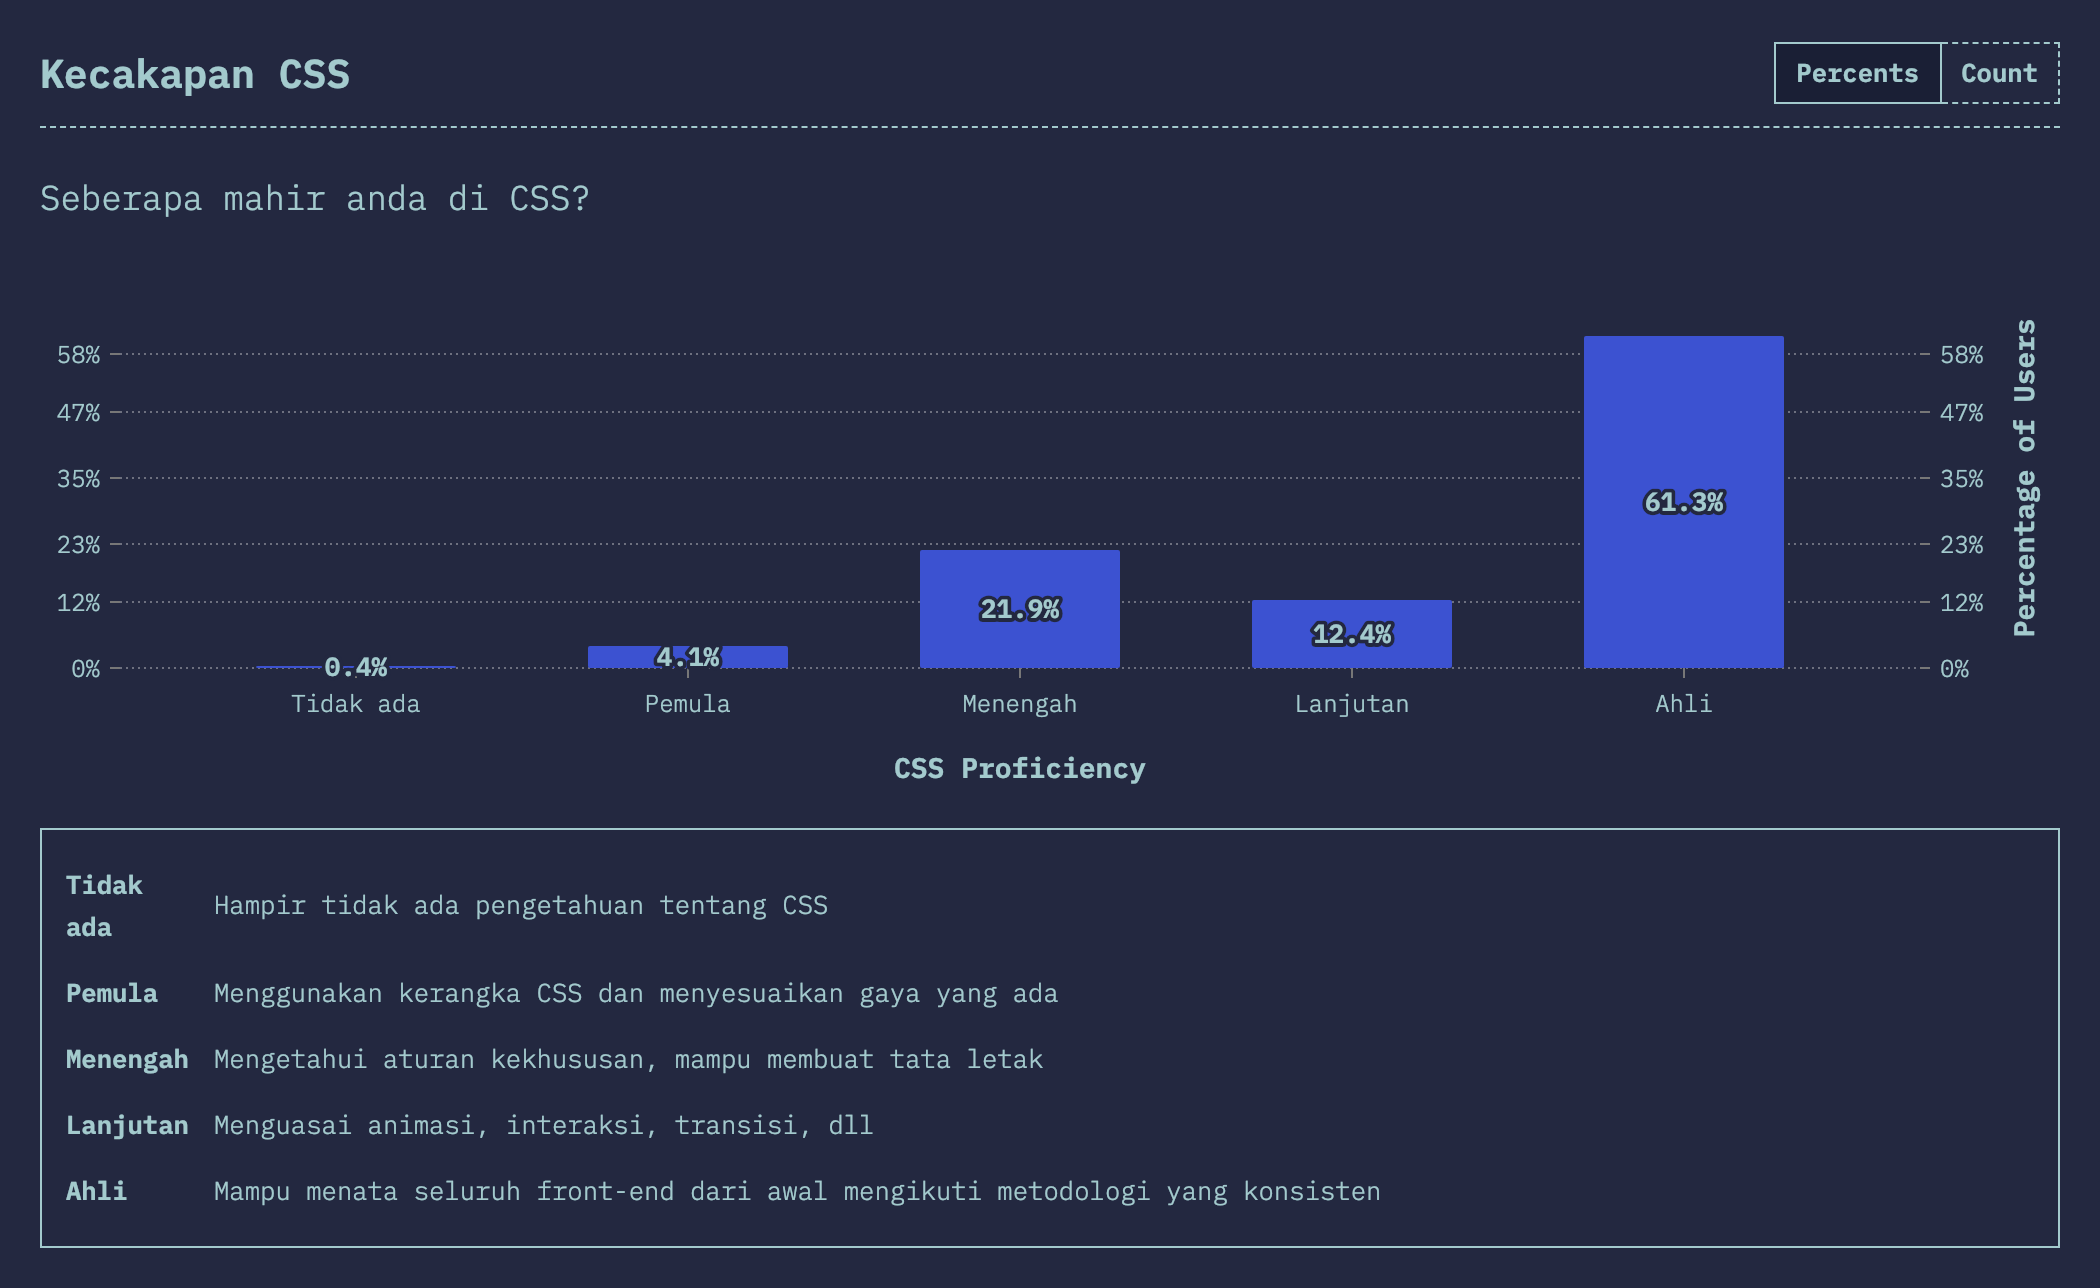 Kecakapan CSS
Percents Count
Seberapa mahir anda di CSS?
58% 58%
47% 47%
35% 35%
23% 23%
12% 12%
0% 0%
Percentage of Users
0.4% 4.1% 21.9% 12.4% 61.3%
Tidak ada Pemula Menengah Lanjutan Ahli
CSS Proficiency
Tidak ada Hampir tidak ada pengetahuan tentang CSS
Pemula Menggunakan kerangka CSS dan menyesuaikan gaya yang ada
Menengah Mengetahui aturan kekhususan, mampu membuat tata letak
Lanjutan Menguasai animasi, interaksi, transisi, dll
Ahli Mampu menata seluruh front-end dari awal mengikuti metodologi yang konsisten